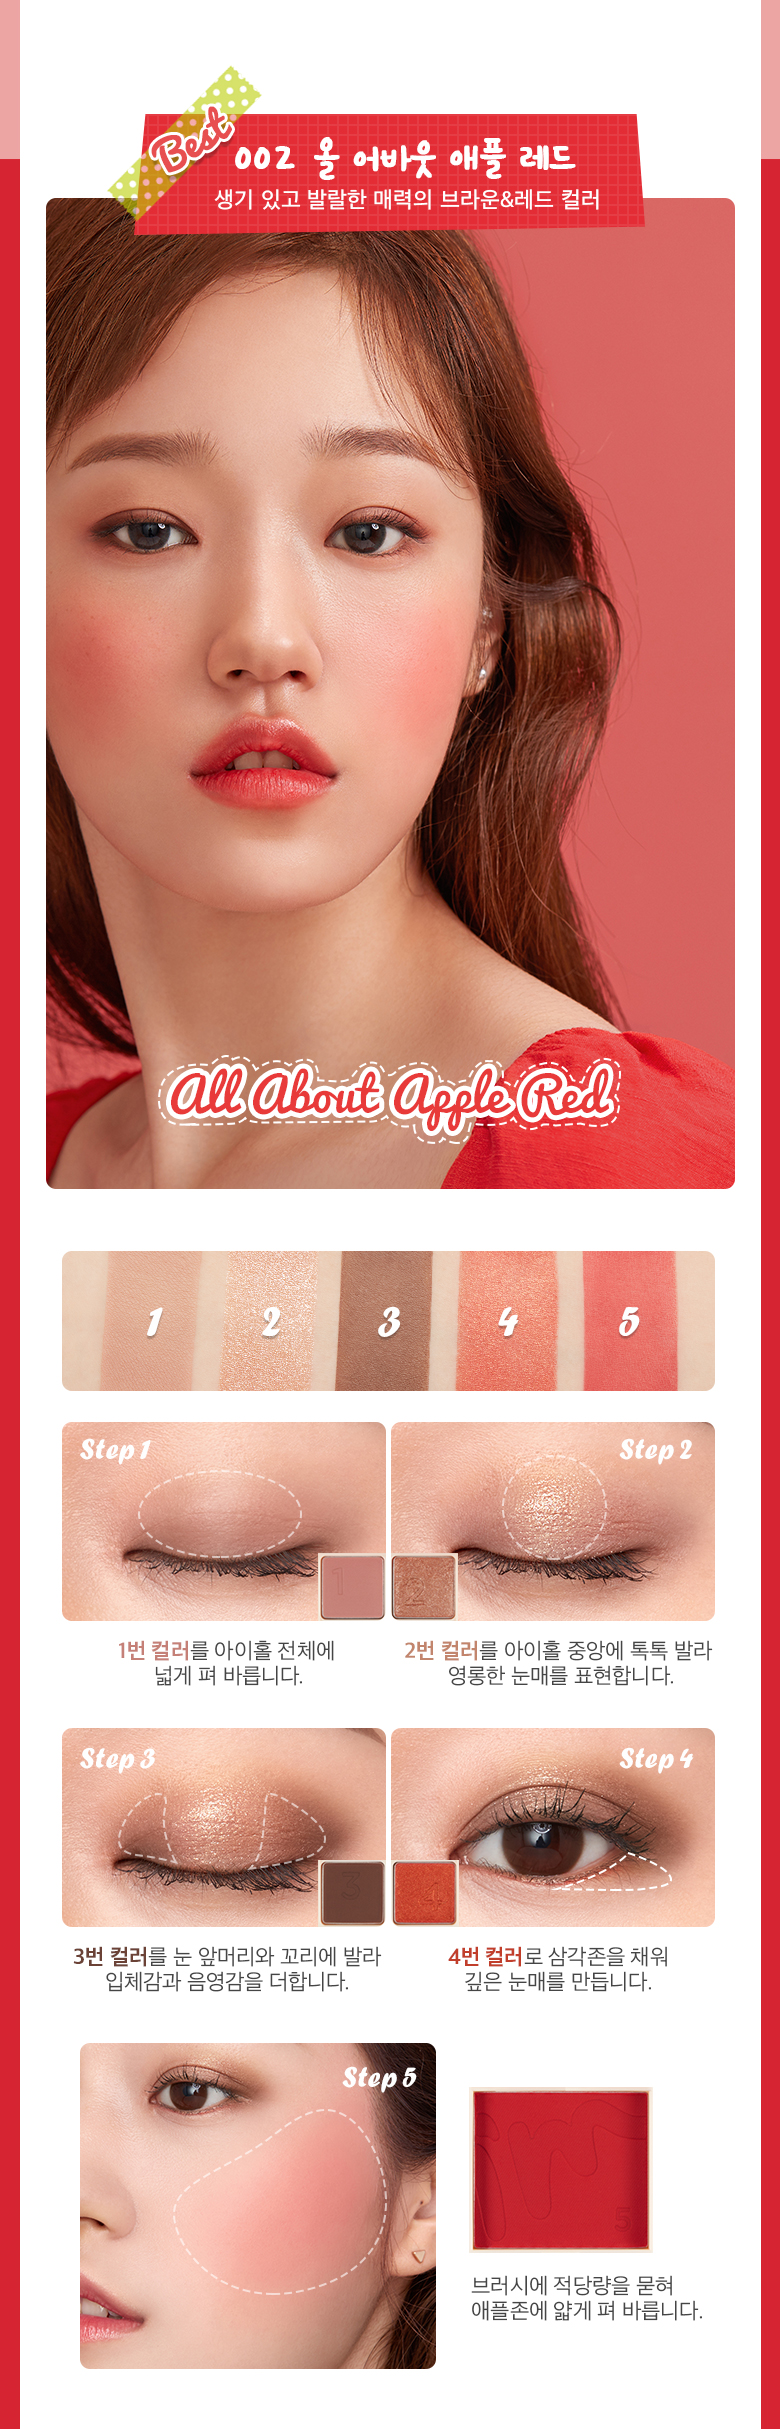 Best
002 올 어바웃 애플 레드
생기 있고 발랄한 매력의 브라운&레드 컬러
All About Apple Red
1 2 3 4 5
Step 1
1
1번 컬러를 아이홀 전체에
넓게 펴 바릅니다.
Step 2
2
2번 컬러를 아이홀 중앙에 톡톡 발라
영롱한 눈매를 표현합니다.
Step 3
3
3번 컬러를 눈 앞머리와 꼬리에 발라
입체감과 음영감을 더합니다.
Step 4
4
4번 컬러로 삼각존을 채워
깊은 눈매를 만듭니다.
Step 5
5
브러시에 적당량을 묻혀
애플존에 얇게 펴 바릅니다.